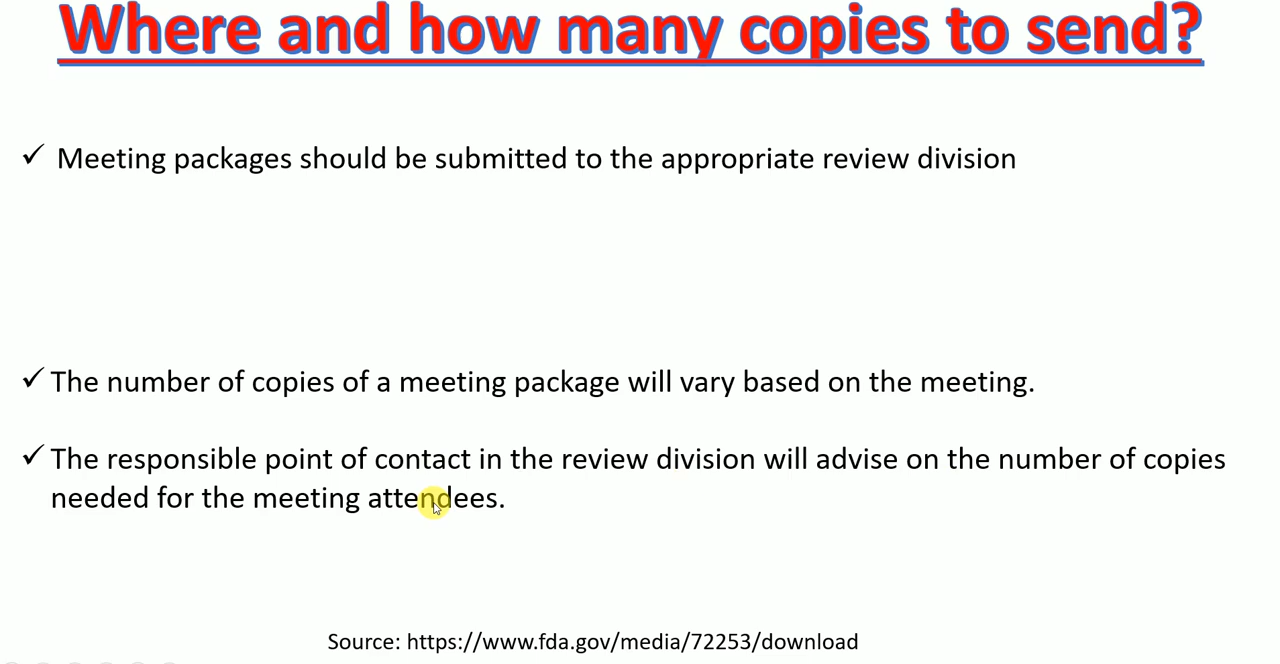 Where and how many copies to send?
✓ Meeting packages should be submitted to the appropriate review division
✓ The number of copies of a meeting package will vary based on the meeting.
✓ The responsible point of contact in the review division will advise on the number of copies
needed for the meeting attendees.
Source: https://www.fda.gov/media/72253/download